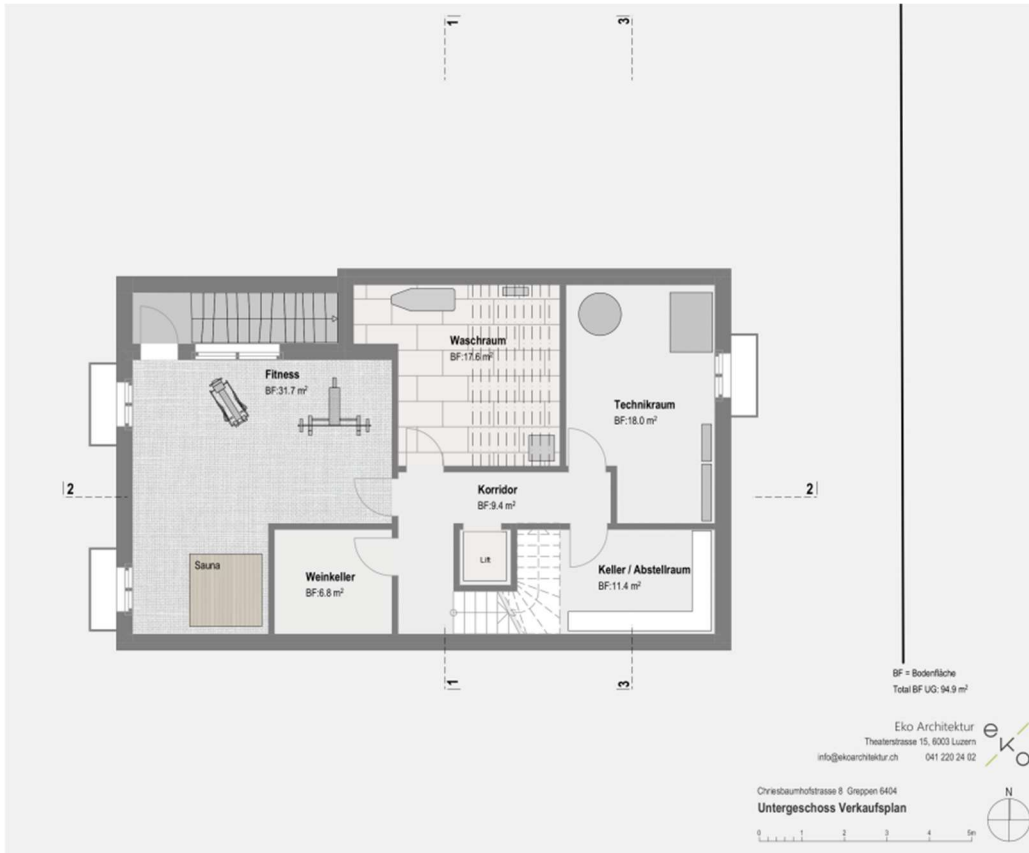 1
3
Waschraum
BF:17.6 m²
Fitness
BF:31.7 m²
Technikraum
BF:18.0 m²
2
2
Korridor
BF:9.4 m²
Sauna
Lift
Weinkeller
BF:6.8 m²
Keller / Abstellraum
BF:11.4 m²
1
3
BF = Bodenfläche
Total BF UG: 94.9 m²
Eko Architektur
Theaterstrasse 15, 6003 Luzern
info@ekoarchitektur.ch 041 220 24 02
eko
Chriesbaumhofstrasse 8 Greppen 6404
Untergeschoss Verkaufsplan
N
0 1 2 3 4 5m